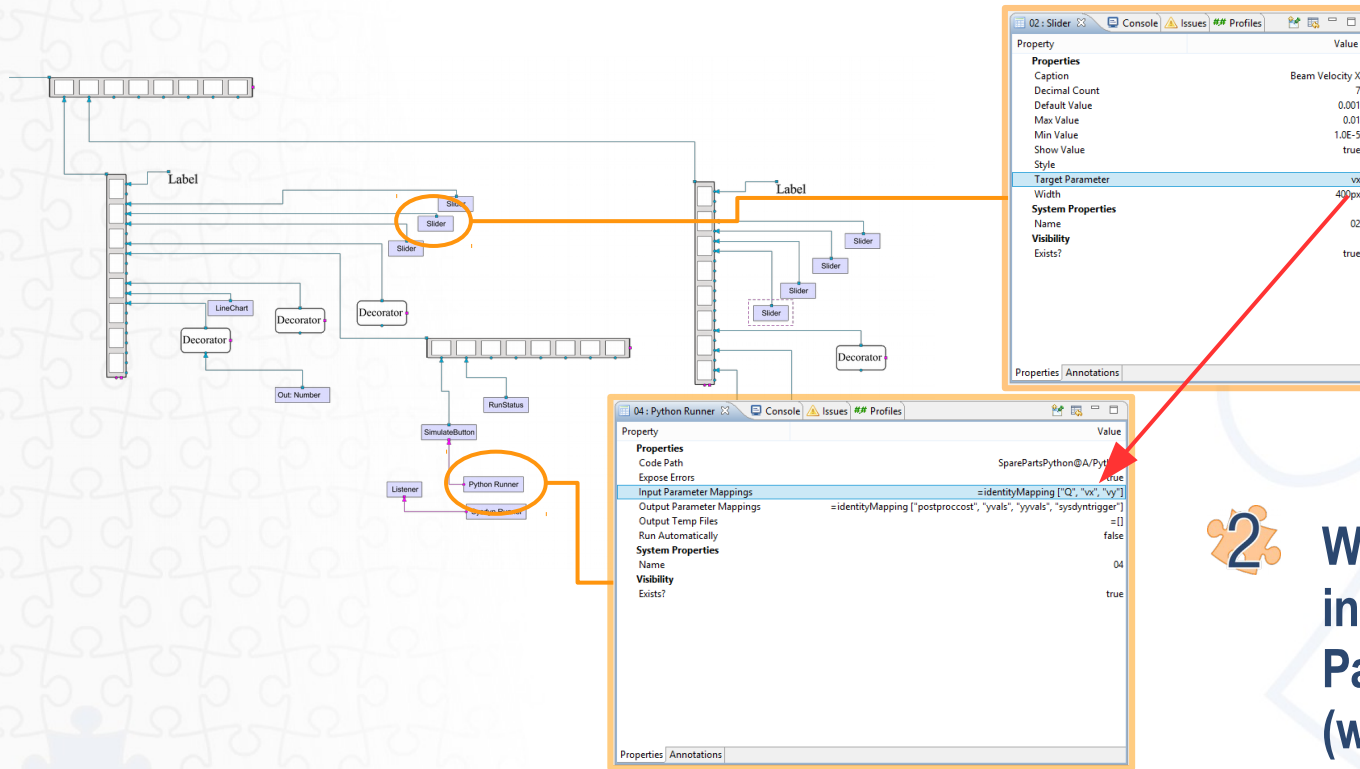 02 : Slider Console Issues ## Profiles
Property Value
Properties
Caption Beam Velocity X
Decimal Count 7
Default Value 0.001
Max Value 0.01
Min Value 1.0E-5
Show Value true
Style
Target Parameter vx
Width 400px
System Properties
Name 02
Visibility
Exists? true
Properties Annotations
Label
Slider
Slider
Slider
LineChart
Decorator
Decorator
Decorator
Out: Number
RunStatus
SimulateButton
Listener
Python Runner
Sysdyn Runner
Label
Slider
Slider
Slider
Slider
Decorator
04 : Python Runner Console Issues ## Profiles
Property Value
Properties
Code Path SparePartsPython@A/Pyth
Expose Errors true
Input Parameter Mappings =identityMapping ["Q", "vx", "vy"]
Output Parameter Mappings =identityMapping ["postproccost", "yvals", "yyvals", "sysdyntrigger"]
Output Temp Files =[]
Run Automatically false
System Properties
Name 04
Visibility
Exists? true
Properties Annotations
2
W
in
Pa
(w